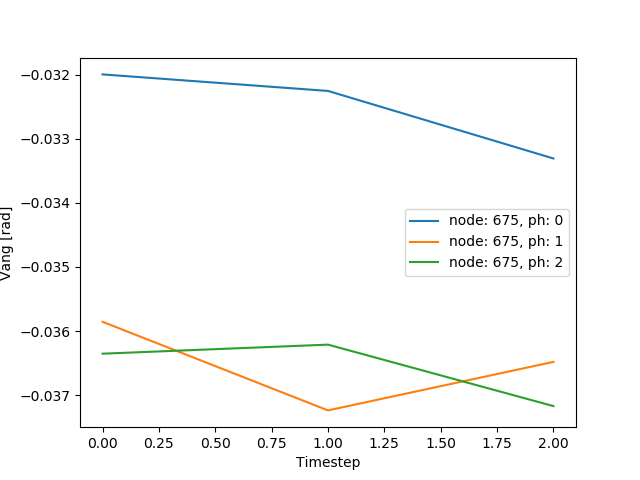 −0.032
−0.033
−0.034
−0.035
−0.036
−0.037
Vang [rad]
node: 675, ph: 0
node: 675, ph: 1
node: 675, ph: 2
0.00 0.25 0.50 0.75 1.00 1.25 1.50 1.75 2.00
Timestep